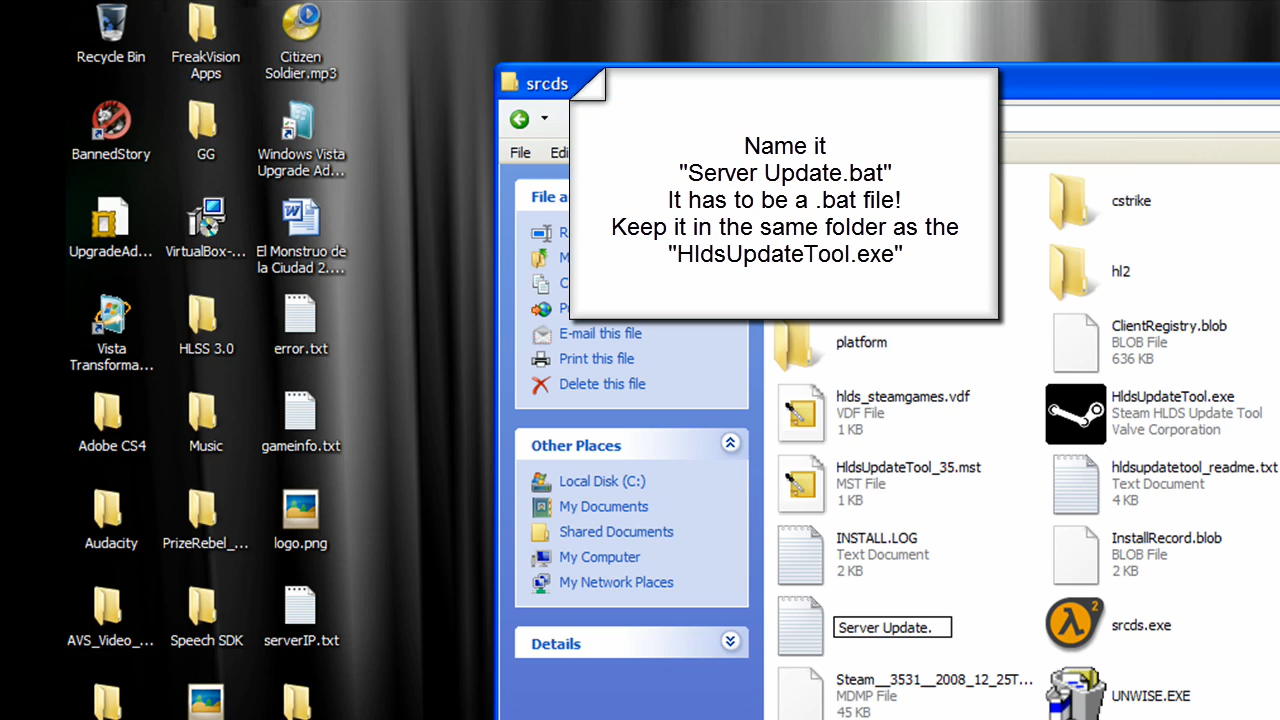 Recycle Bin
FreakVision
Apps
Citizen
Soldier.mp3
BannedStory
GG
Windows Vista
Upgrade Ad...
UpgradeAd...
VirtualBox-...
El Monstruo de
la Ciudad 2....
Vista
Transforma...
HLSS 3.0
error.txt
Adobe CS4
Music
gameinfo.txt
Audacity
PrizeRebel_...
logo.png
AVS_Video_...
Speech SDK
serverIP.txt
srcds
File
Name it
"Server Update.bat"
It has to be a .bat file!
Keep it in the same folder as the
"HldsUpdateTool.exe"
E-mail this file
Print this file
Delete this file
Other Places
Local Disk (C:)
My Documents
Shared Documents
My Computer
My Network Places
Details
cstrike
hl2
platform
ClientRegistry.blob
BLOB File
636 KB
hlds_steamgames.vdf
VDF File
1 KB
HldsUpdateTool.exe
Steam HLDS Update Tool
Valve Corporation
HldsUpdateTool_35.mst
MST File
1 KB
hldsupdatetool_readme.txt
Text Document
4 KB
INSTALL.LOG
Text Document
2 KB
InstallRecord.blob
BLOB File
2 KB
Server Update.
srcds.exe
Steam__3531__2008_12_25T...
MDMP File
45 KB
UNWISE.EXE